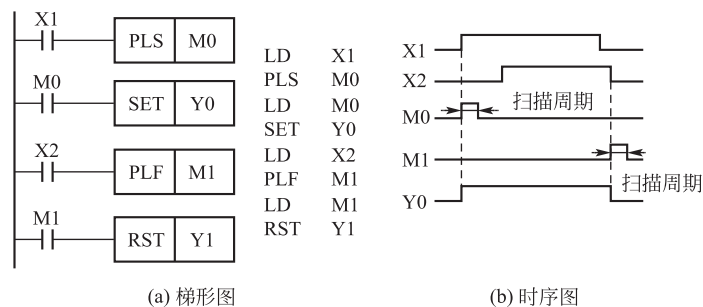 X1
PLS M0
M0
SET Y0
X2
PLF M1
M1
RST Y1
LD X1
PLS M0
LD M0
SET Y0
LD X2
PLF M1
LD M1
RST Y1
X1
X2
M0 扫描周期
M1
扫描周期
Y0
(a) 梯形图
(b) 时序图